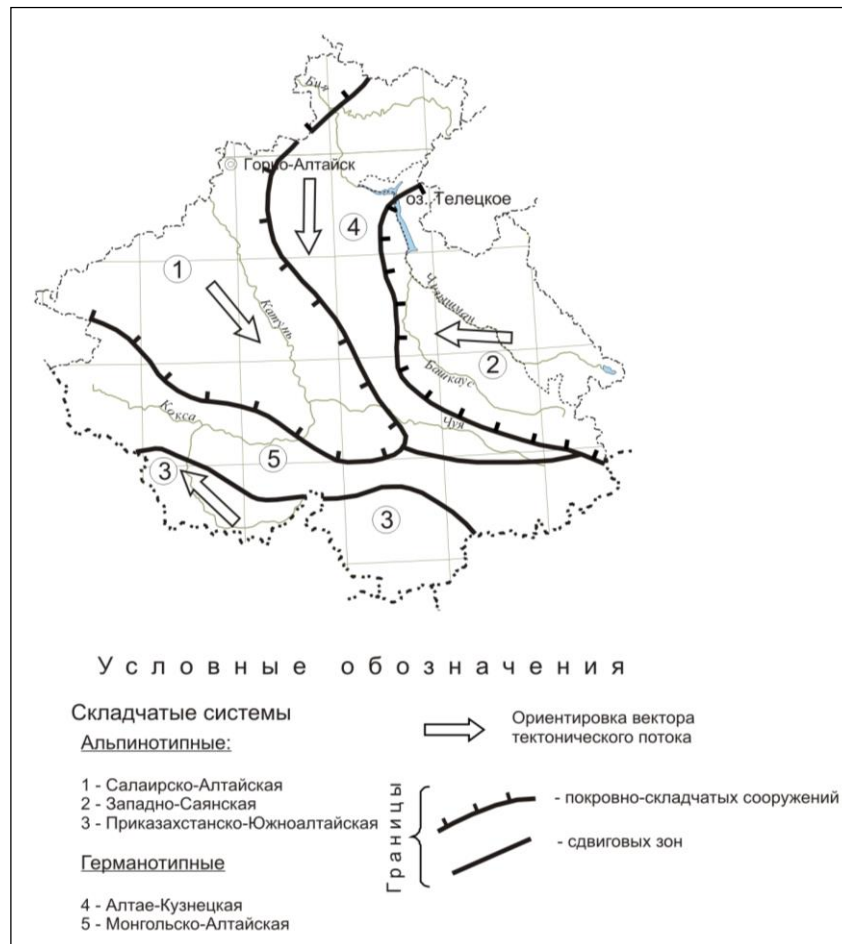 Бия
Горно-Алтайск
оз. Телецкое
4
1
Чулышман
Катунь
2
Башкаус
Кокса
Чуя
5
3
3
Условные обозначения
Складчатые системы
Альпинотипные:
1 - Салаирско-Алтайская
2 - Западно-Саянская
3 - Приказахстанско-Южноалтайская
Германотипные
4 - Алтае-Кузнецкая
5 - Монгольско-Алтайская
Ориентировка вектора
тектонического потока
Границы
- покровно-складчатых сооружений
- сдвиговых зон